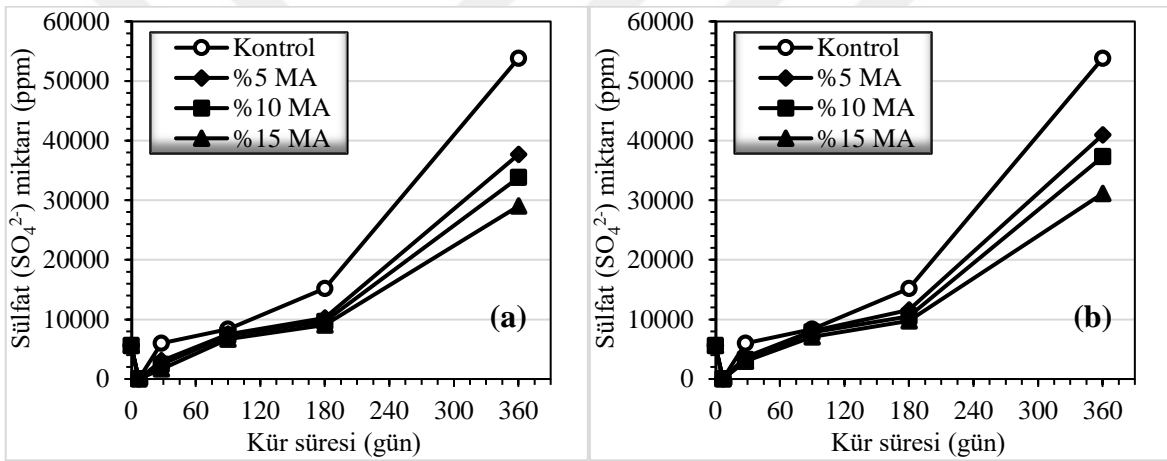 Sülfat (SO₄²⁻) miktarı (ppm)
60000
50000
40000
30000
20000
10000
0
Kontrol
%5 MA
%10 MA
%15 MA
(a)
0 60 120 180 240 300 360
Kür süresi (gün)
Sülfat (SO₄²⁻) miktarı (ppm)
60000
50000
40000
30000
20000
10000
0
Kontrol
%5 MA
%10 MA
%15 MA
(b)
0 60 120 180 240 300 360
Kür süresi (gün)